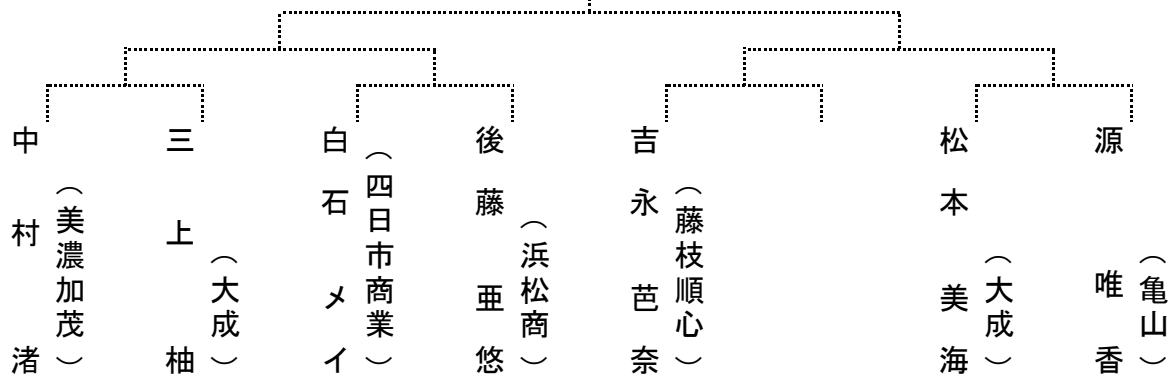 中村 渚
（美濃加茂）
三上 柚
（大成）
白石 メイ
（四日市商業）
後藤 亜悠
（浜松商）
吉永 芭奈
（藤枝順心）
松本 美海
（大成）
源 唯香
（亀山）